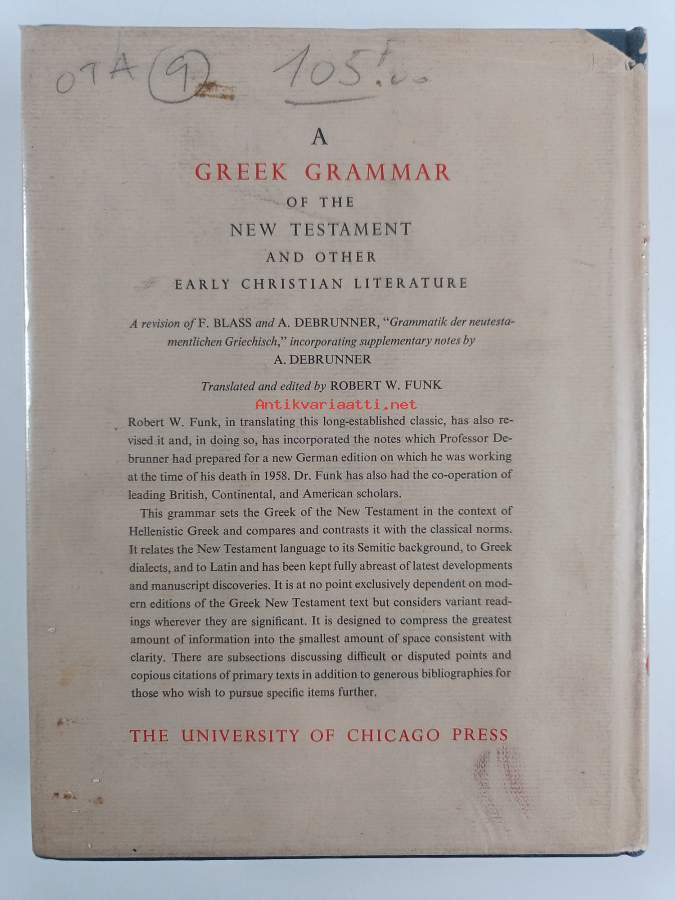 OTA 9 105
A
GREEK GRAMMAR
OF THE
NEW TESTAMENT
AND OTHER
EARLY CHRISTIAN LITERATURE
A revision of F. BLASS and A. DEBRUNNER, “Grammatik der neutesta-
mentlichen Griechisch,” incorporating supplementary notes by
A. DEBRUNNER
Translated and edited by ROBERT W. FUNK
Antikvariaatti.net
Robert W. Funk, in translating this long-established classic, has also re-
vised it and, in doing so, has incorporated the notes which Professor De-
brunner had prepared for a new German edition on which he was working
at the time of his death in 1958. Dr. Funk has also had the co-operation of
leading British, Continental, and American scholars.
This grammar sets the Greek of the New Testament in the context of
Hellenistic Greek and compares and contrasts it with the classical norms.
It relates the New Testament language to its Semitic background, to Greek
dialects, and to Latin and has been kept fully abreast of latest developments
and manuscript discoveries. It is at no point exclusively dependent on mod-
ern editions of the Greek New Testament text but considers variant read-
ings wherever they are significant. It is designed to compress the greatest
amount of information into the smallest amount of space consistent with
clarity. There are subsections discussing difficult or disputed points and
copious citations of primary texts in addition to generous bibliographies for
those who wish to pursue specific items further.
THE UNIVERSITY OF CHICAGO PRESS